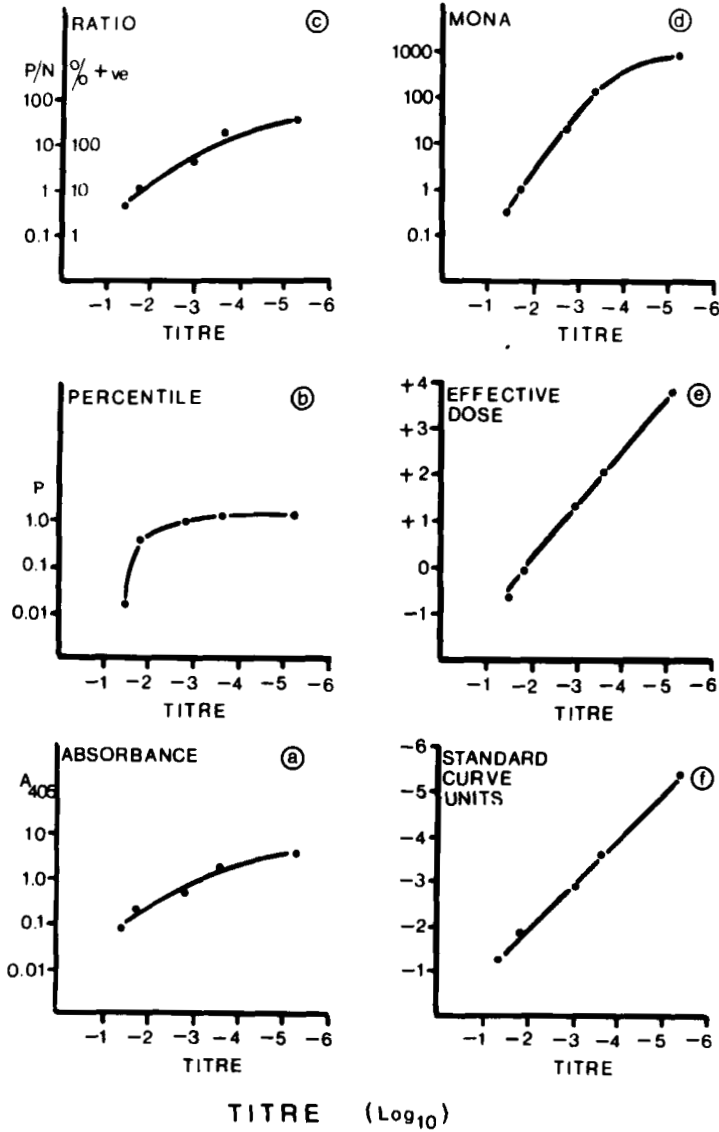 RATIO
c
P/N % +ve
100
10 100
1 10
0.1 1
-1 -2 -3 -4 -5 -6
TITRE
MONA
d
1000
100
10
1
0.1
-1 -2 -3 -4 -5 -6
TITRE
PERCENTILE
b
P
1.0
0.1
0.01
-1 -2 -3 -4 -5 -6
TITRE
+4 EFFECTIVE
DOSE
e
+3
+2
+1
0
-1
-1 -2 -3 -4 -5 -6
TITRE
ABSORBANCE
a
A405
10
1.0
0.1
0.01
-1 -2 -3 -4 -5 -6
TITRE
-6 STANDARD
CURVE
UNITS
f
-5
-4
-3
-2
-1
-1 -2 -3 -4 -5 -6
TITRE
TITRE (Log10)